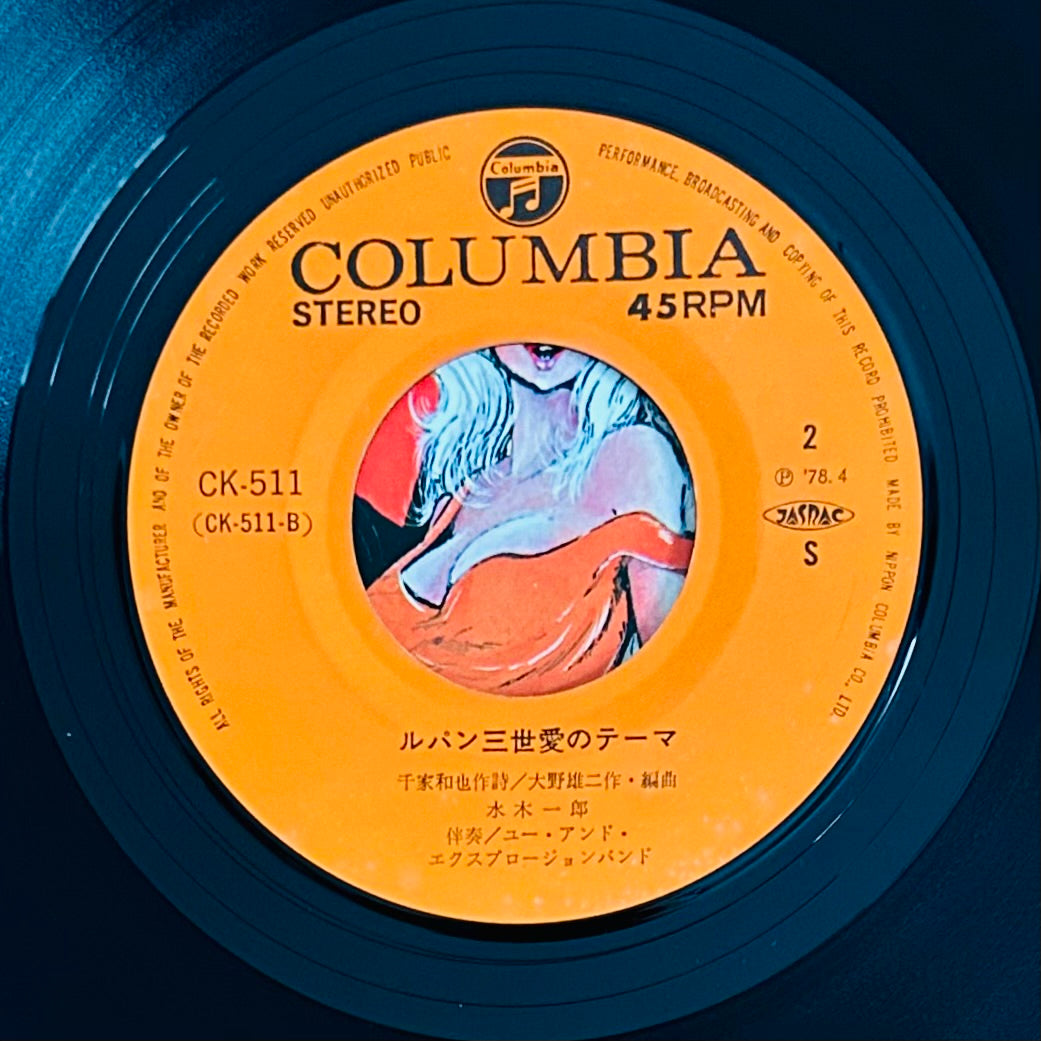 Columbia
COLUMBIA
STEREO 45RPM
ALL RIGHTS OF THE MANUFACTURER AND OF THE OWNER OF THE RECORDED WORK RESERVED UNAUTHORIZED PUBLIC PERFORMANCE, BROADCASTING AND COPYING OF THIS RECORD PROHIBITED MADE BY NIPPON COLUMBIA CO., LTD.
CK-511
(CK-511-B)
2
Ⓟ '78.4
JASRAC
S
ルパン三世愛のテーマ
千家和也作詩/大野雄二作・編曲
水木一郎
伴奏/ユー・アンド・
エクスプロージョンバンド